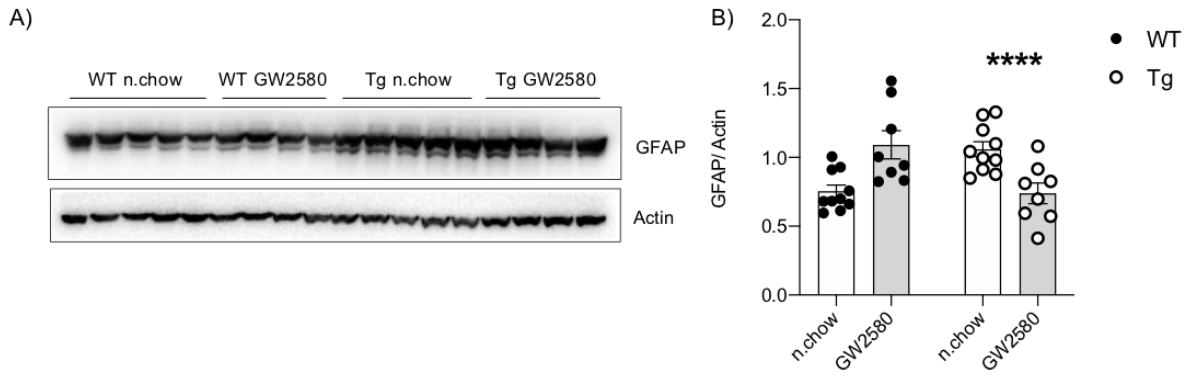 A)
WT n.chow WT GW2580 Tg n.chow Tg GW2580
GFAP
Actin
B)
GFAP/ Actin
2.0
1.5
1.0
0.5
0.0
****
WT
Tg
n.chow
GW2580
n.chow
GW2580